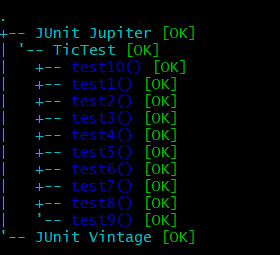 .
+-- JUnit Jupiter [OK]
| '-- TicTest [OK]
|   +-- test10() [OK]
|   +-- test1() [OK]
|   +-- test2() [OK]
|   +-- test3() [OK]
|   +-- test4() [OK]
|   +-- test5() [OK]
|   +-- test6() [OK]
|   +-- test7() [OK]
|   +-- test8() [OK]
|   '-- test9() [OK]
'-- JUnit Vintage [OK]